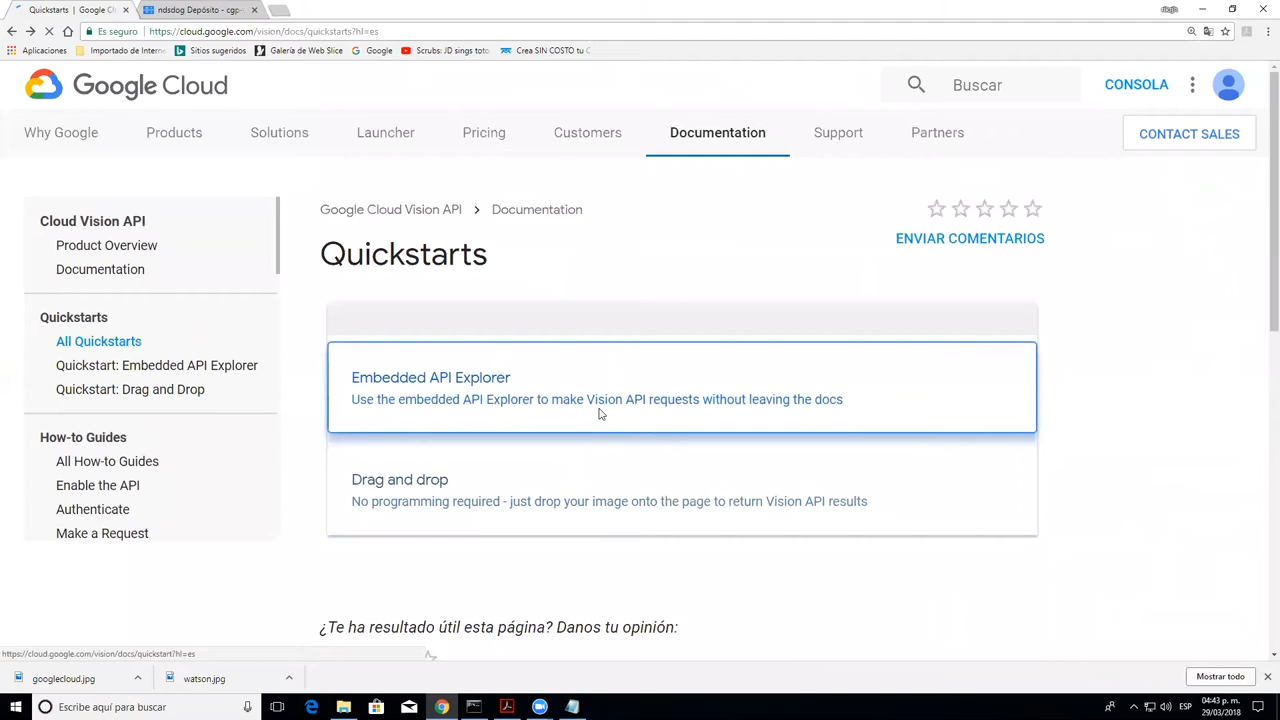 Quickstarts | Google Cl
ndsdog Depósito - cgp-
Es seguro | https://cloud.google.com/vision/docs/quickstarts?hl=es
Aplicaciones Importado de Intern Sitios sugeridos Galería de Web Slice Google Scrubs: JD sings toto Crea SIN COSTO tu C
Google Cloud
Buscar
CONSOLA
Why Google Products Solutions Launcher Pricing Customers Documentation Support Partners
CONTACT SALES
Cloud Vision API
Product Overview
Documentation
Quickstarts
All Quickstarts
Quickstart: Embedded API Explorer
Quickstart: Drag and Drop
How-to Guides
All How-to Guides
Enable the API
Authenticate
Make a Request
Google Cloud Vision API > Documentation
ENVIAR COMENTARIOS
Quickstarts
Embedded API Explorer
Use the embedded API Explorer to make Vision API requests without leaving the docs
Drag and drop
No programming required - just drop your image onto the page to return Vision API results
¿Te ha resultado útil esta página? Danos tu opinión:
https://cloud.google.com/vision/docs/quickstart?hl=es
googlecloud.jpg
watson.jpg
Mostrar todo
Escribe aquí para buscar
ESP
04:43 p. m.
29/03/2018